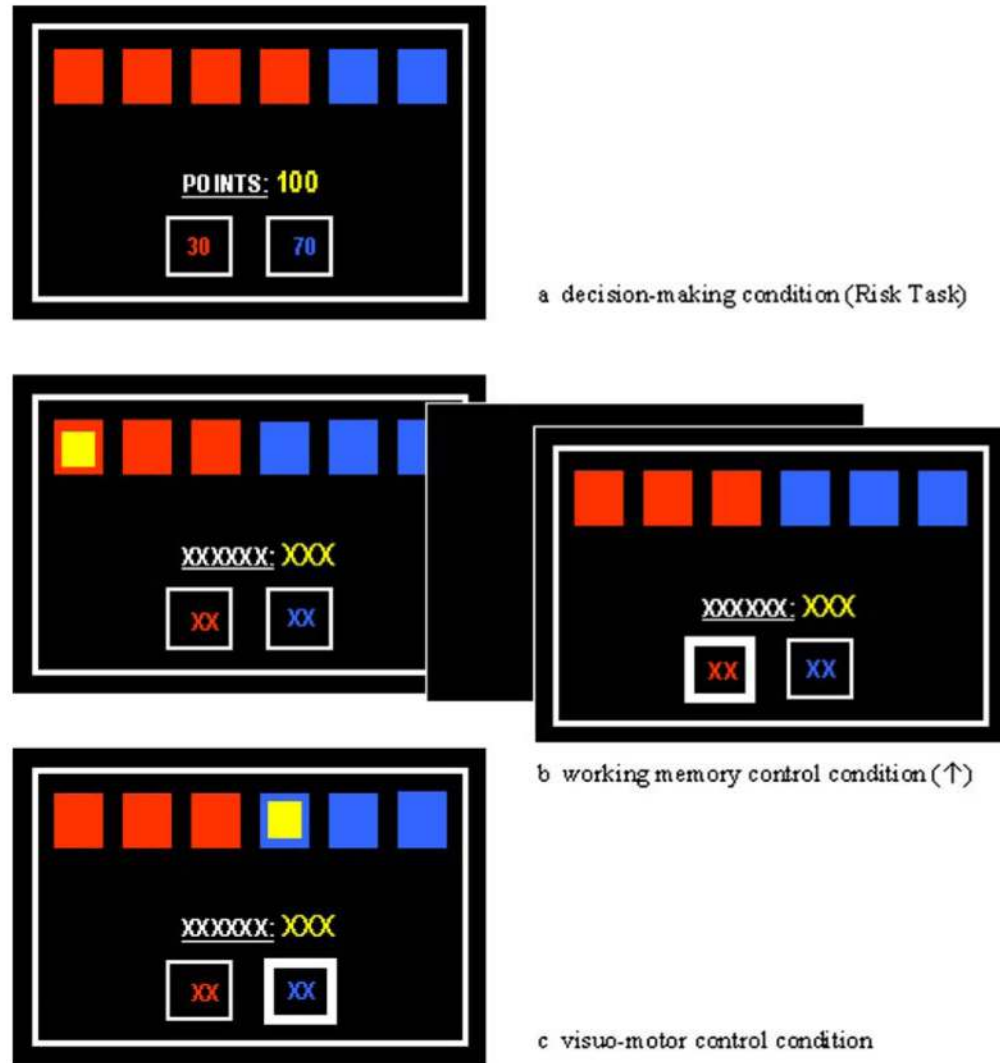 POINTS: 100
30 70
a decision-making condition (Risk Task)
XXXXXX: XXX
XX XX
XXXXXX: XXX
XX XX
b working memory control condition (↑)
XXXXXX: XXX
XX XX
c visuo-motor control condition